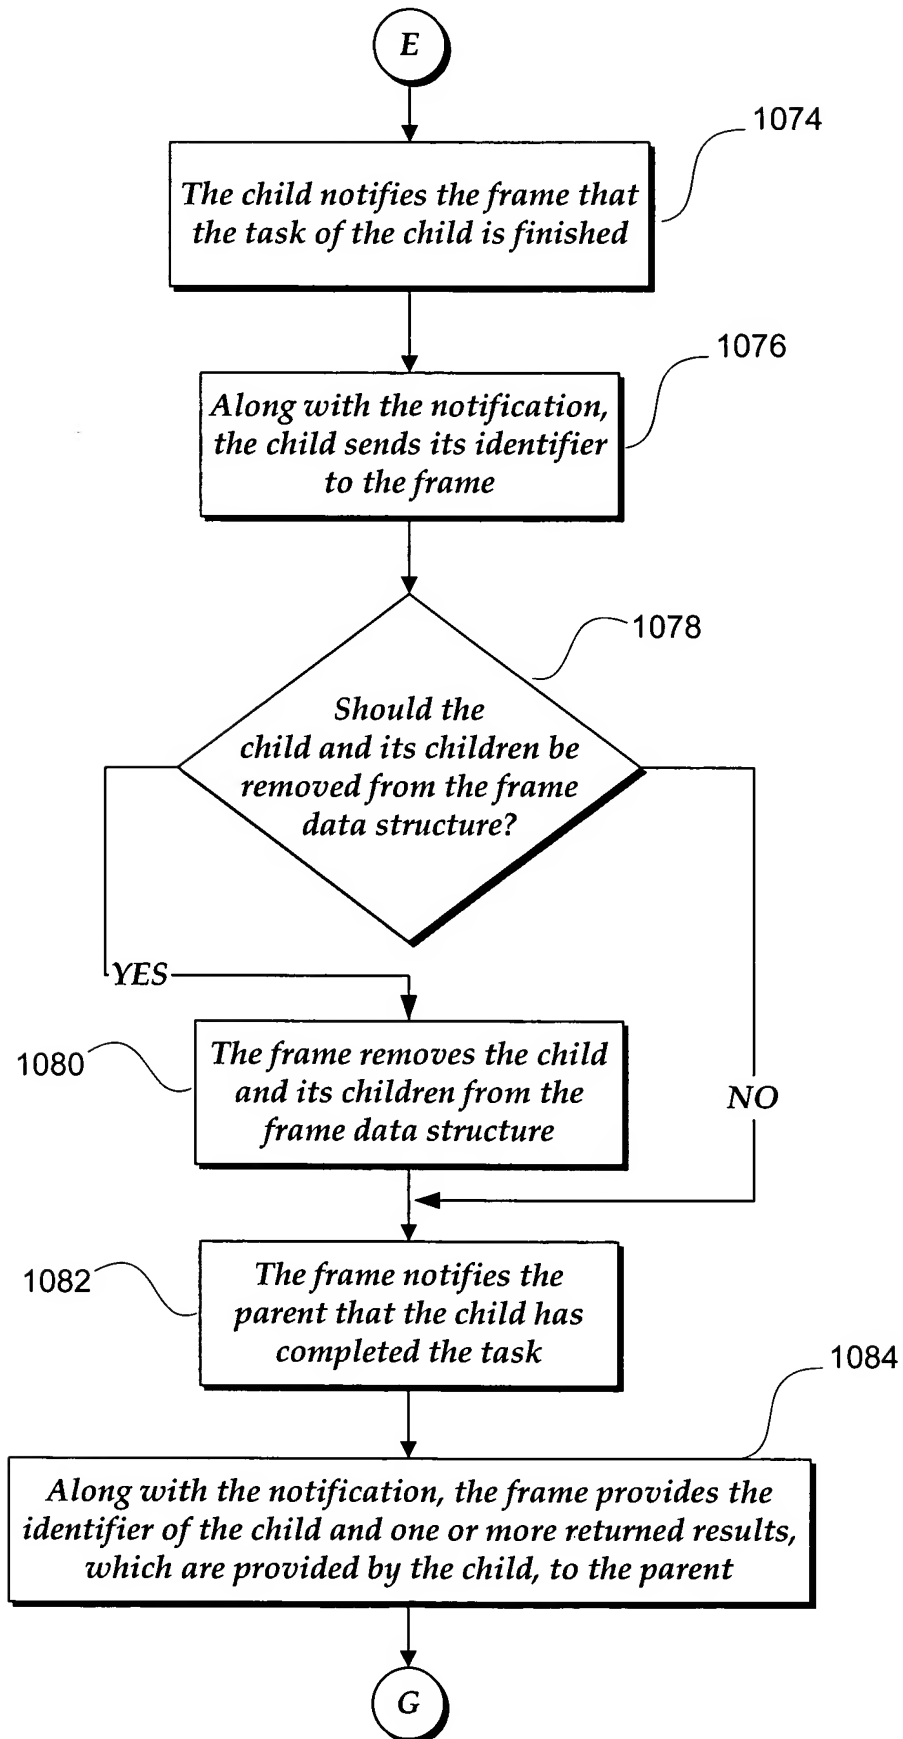 E
1074
The child notifies the frame that
the task of the child is finished
1076
Along with the notification,
the child sends its identifier
to the frame
1078
Should the
child and its children be
removed from the frame
data structure?
YES
NO
1080
The frame removes the child
and its children from the
frame data structure
1082
The frame notifies the
parent that the child has
completed the task
1084
Along with the notification, the frame provides the
identifier of the child and one or more returned results,
which are provided by the child, to the parent
G